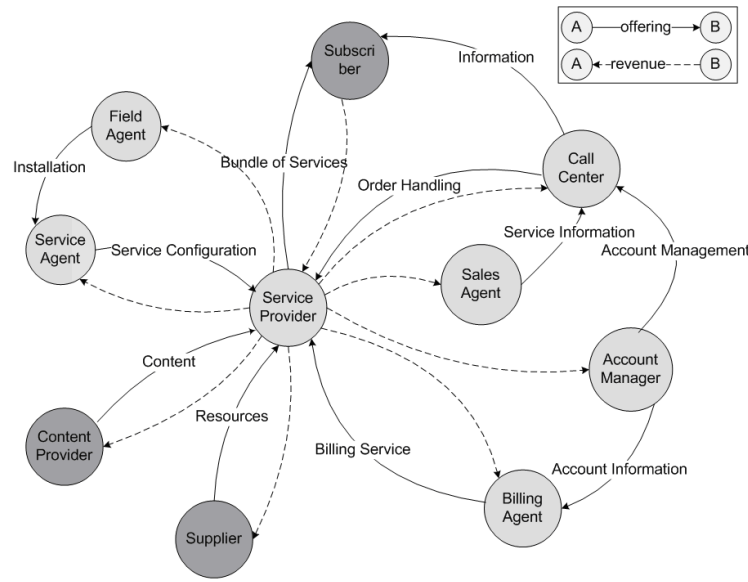 Subscri
ber
A offering B
A revenue B
Information
Field
Agent
Call
Center
Installation
Bundle of Services
Order Handling
Service
Agent
Service Configuration
Service Information
Account Management
Sales
Agent
Service
Provider
Account
Manager
Content
Resources
Content
Provider
Billing Service
Account Information
Billing
Agent
Supplier